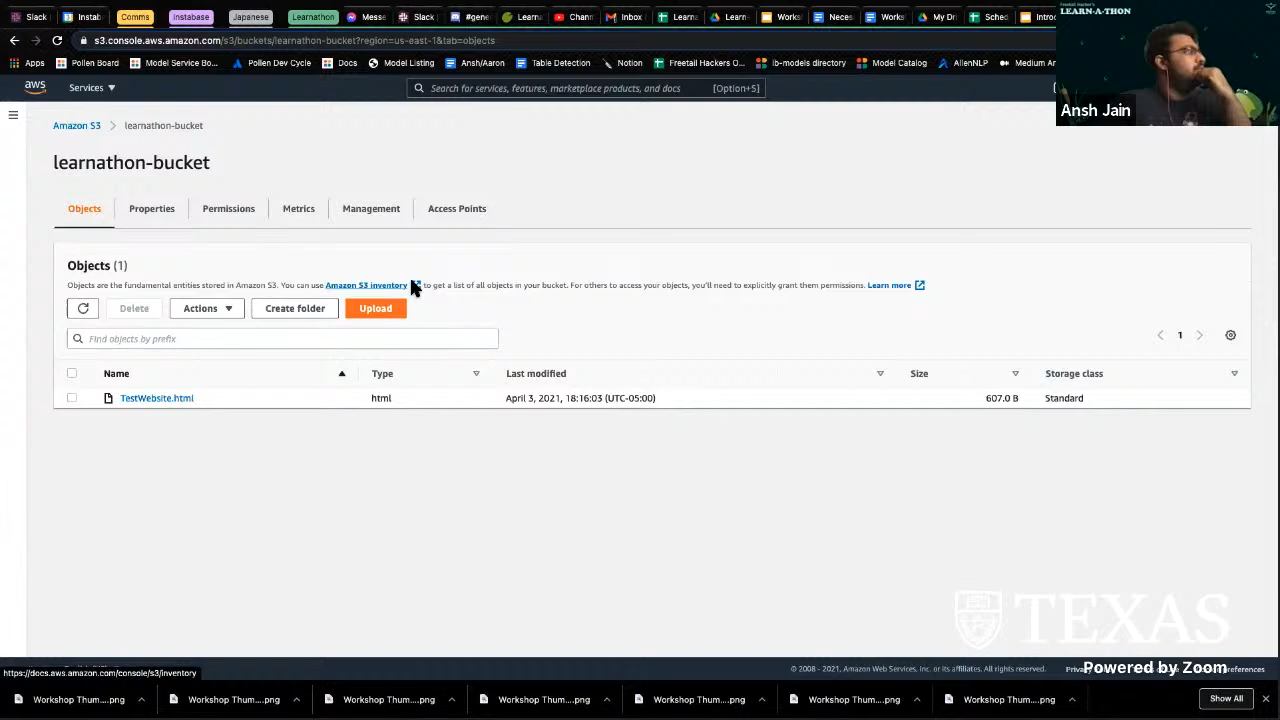 Slack
Instab
Comms
Instabase
Japanese
Learnathon
Messe
Slack
#gene
Learna
Chann
Inbox
Learna
Learn-
Works
Neces
Works
My Dr
Sched
Introd
s3.console.aws.amazon.com/s3/buckets/learnathon-bucket?region=us-east-1&tab=objects
Apps
Pollen Board
Model Service Bo...
Pollen Dev Cycle
Docs
Model Listing
Ansh/Aaron
Table Detection
Notion
Freetail Hackers O...
ib-models directory
Model Catalog
AllenNLP
Medium An
Freetail Hacker's
LEARN-A-THON
Ansh Jain
aws
Services
Search for services, features, marketplace products, and docs
[Option+S]
Amazon S3
learnathon-bucket
learnathon-bucket
Objects
Properties
Permissions
Metrics
Management
Access Points
Objects (1)
Objects are the fundamental entities stored in Amazon S3. You can use Amazon S3 inventory to get a list of all objects in your bucket. For others to access your objects, you'll need to explicitly grant them permissions. Learn more
Delete
Actions
Create folder
Upload
Find objects by prefix
1
Name
Type
Last modified
Size
Storage class
TestWebsite.html
html
April 3, 2021, 18:16:03 (UTC-05:00)
607.0 B
Standard
TEXAS
https://docs.aws.amazon.com/console/s3/inventory
© 2008 - 2021, Amazon Web Services, Inc. or its affiliates. All rights reserved.
Powered by Zoom
Workshop Thum....png
Workshop Thum....png
Workshop Thum....png
Workshop Thum....png
Workshop Thum....png
Workshop Thum....png
Workshop Thum....png
Show All